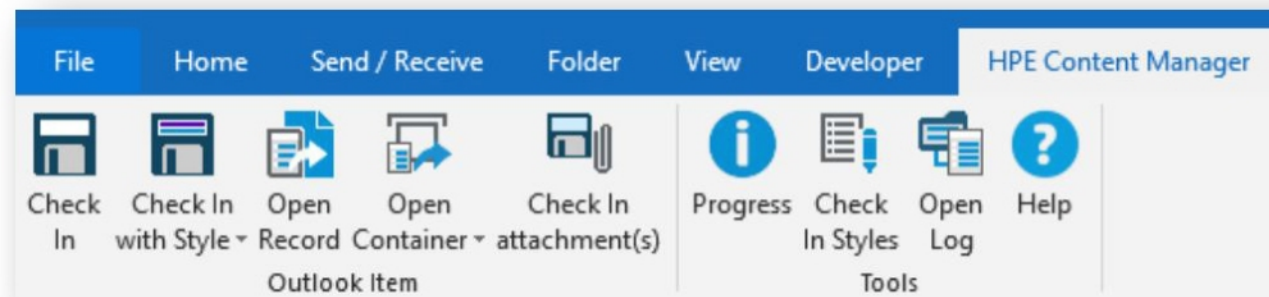 File Home Send / Receive Folder View Developer HPE Content Manager
Check Check In Open Open Check In Progress Check Open Help
In with Style Record Container attachment(s) In Styles Log
Outlook Item Tools